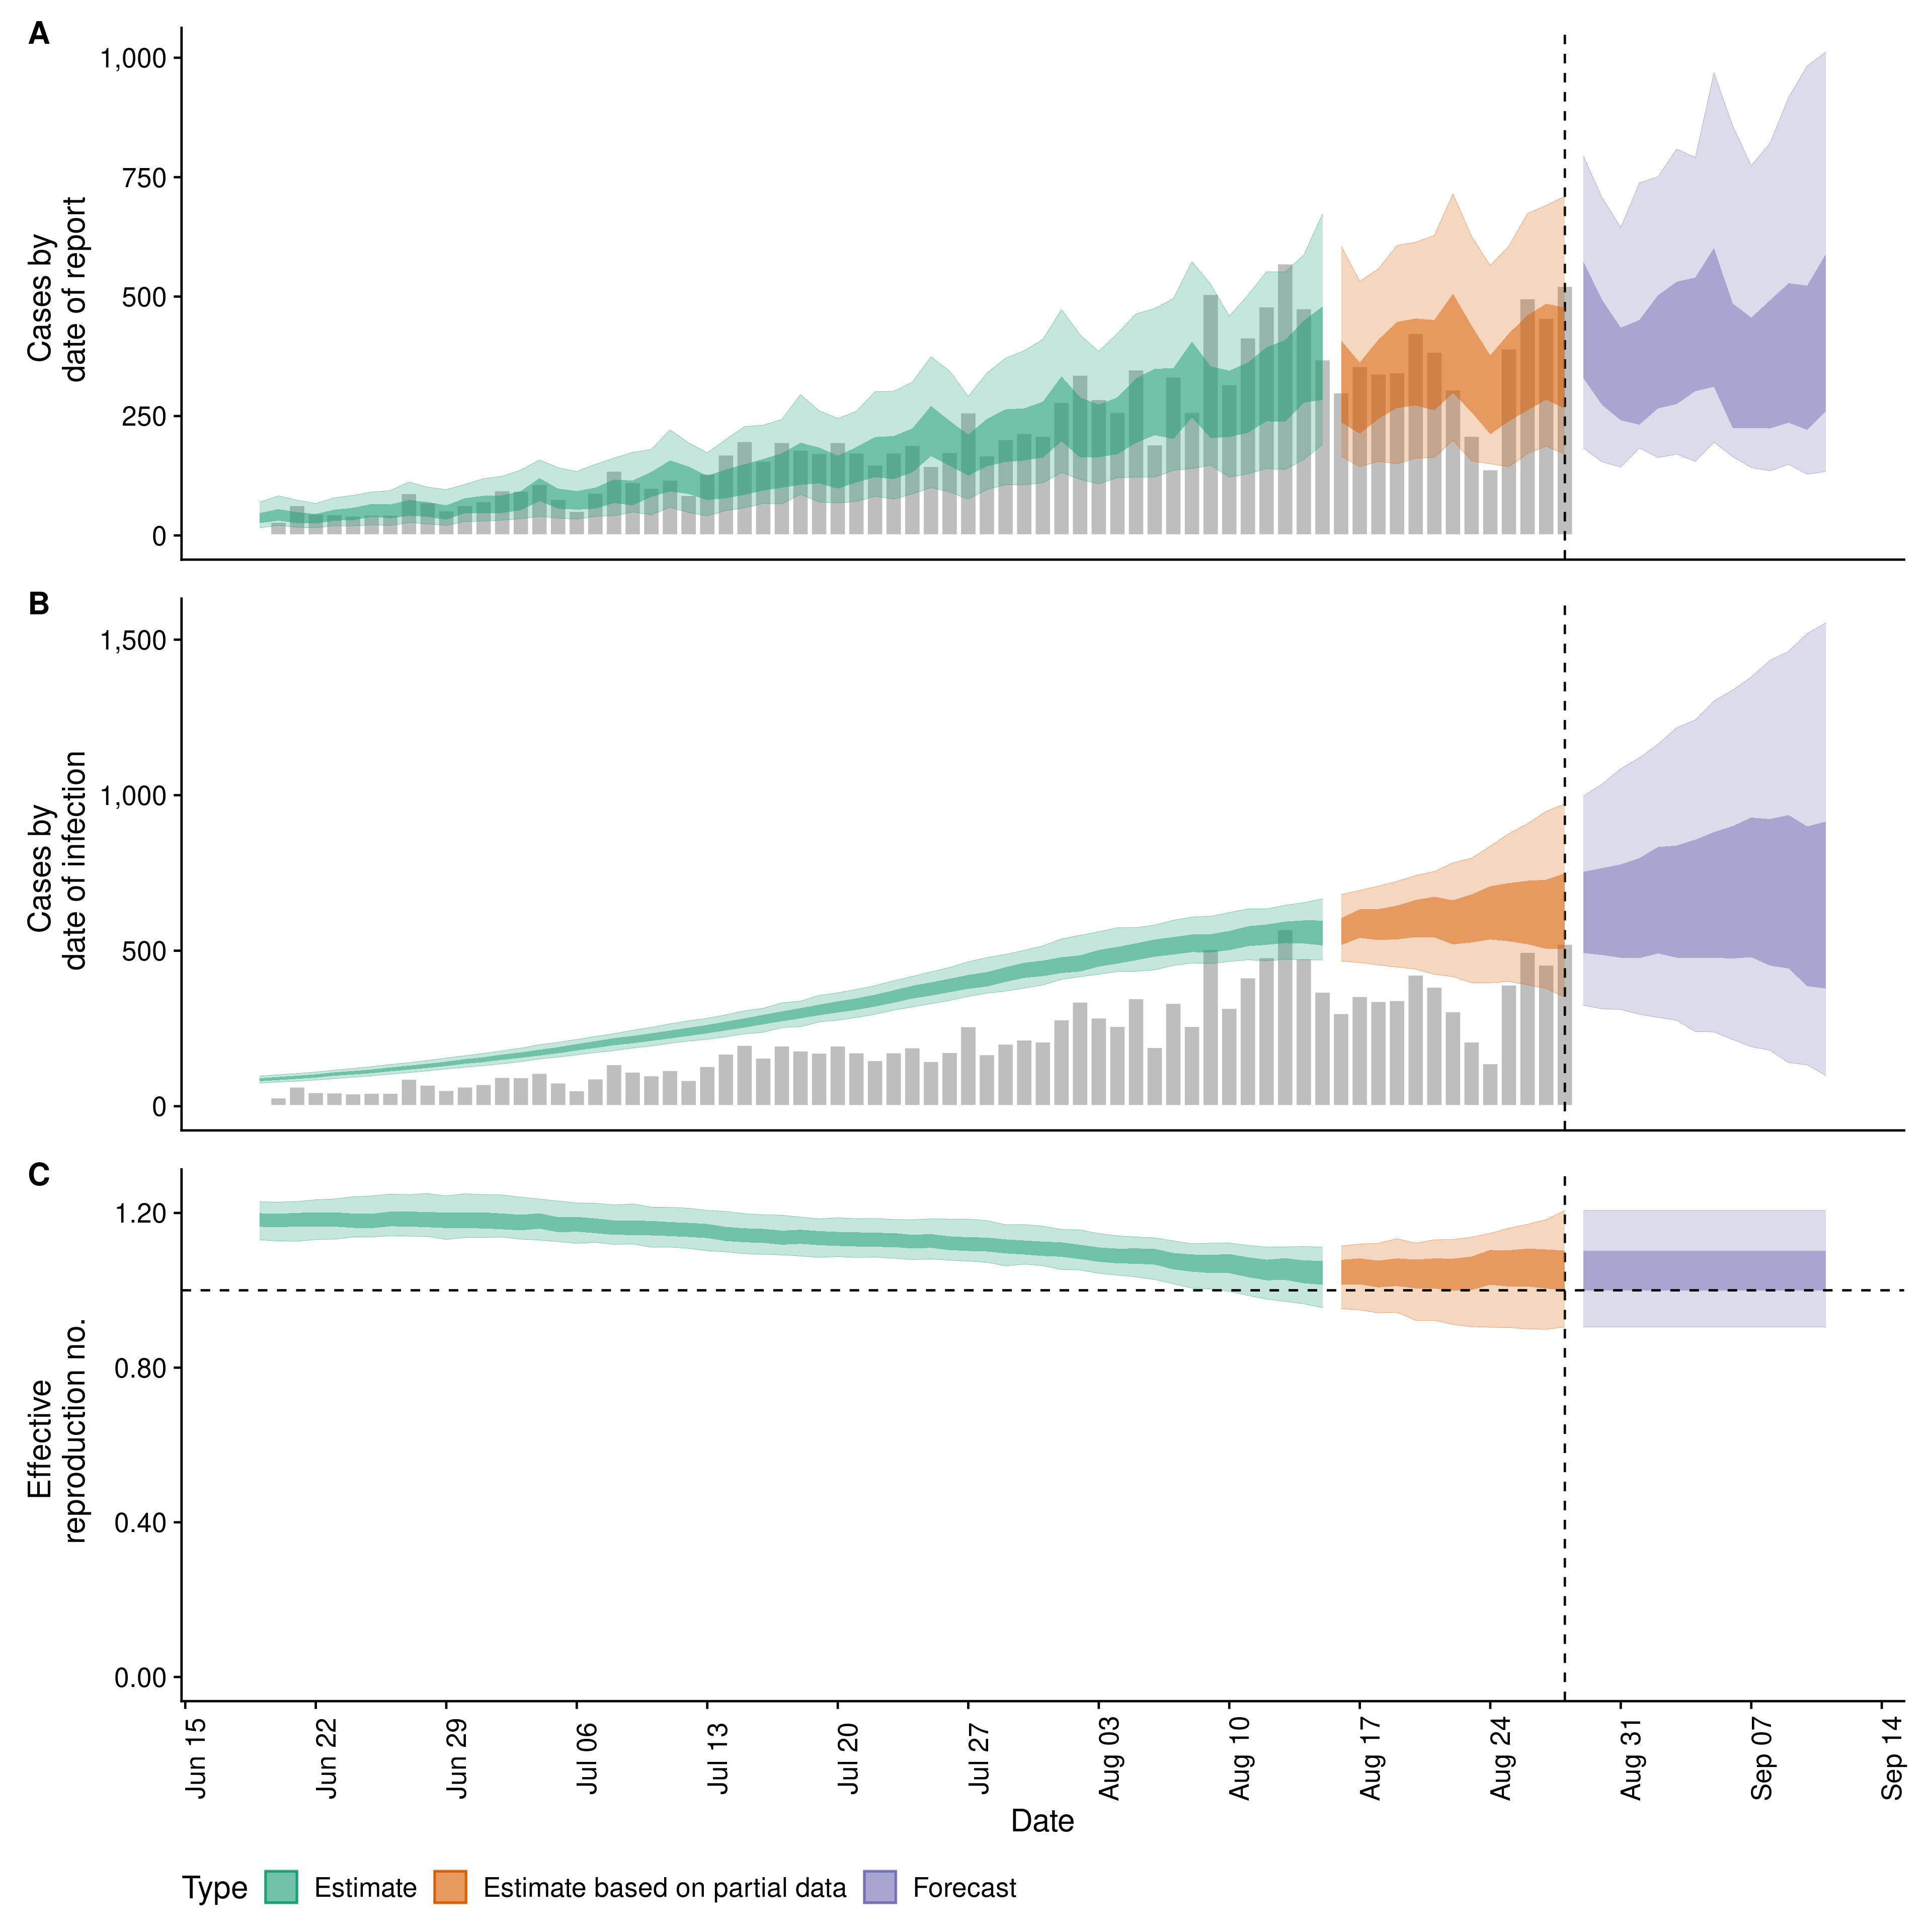 A
1,000
750
500
250
0
Cases by
date of report
B
1,500
1,000
500
0
Cases by
date of infection
C
1.20
0.80
0.40
0.00
Effective
reproduction no.
Jun 15
Jun 22
Jun 29
Jul 06
Jul 13
Jul 20
Jul 27
Aug 03
Aug 10
Aug 17
Aug 24
Aug 31
Sep 07
Sep 14
Date
Type Estimate Estimate based on partial data Forecast